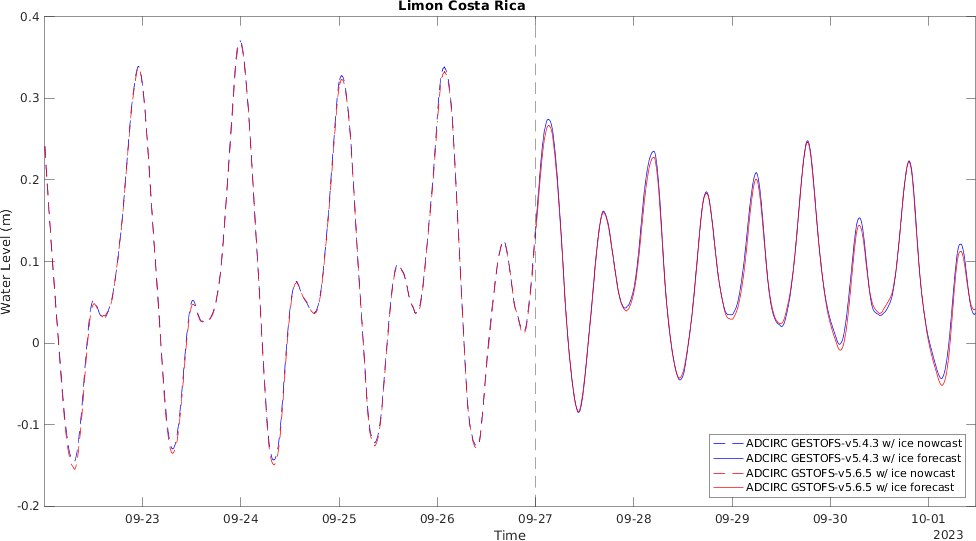 Limon Costa Rica
0.4
0.3
0.2
0.1
0
-0.1
-0.2
Water Level (m)
ADCIRC GESTOFS-v5.4.3 w/ ice nowcast
ADCIRC GESTOFS-v5.4.3 w/ ice forecast
ADCIRC GSTOFS-v5.6.5 w/ ice nowcast
ADCIRC GSTOFS-v5.6.5 w/ ice forecast
09-23 09-24 09-25 09-26 09-27 09-28 09-29 09-30 10-01
Time
2023